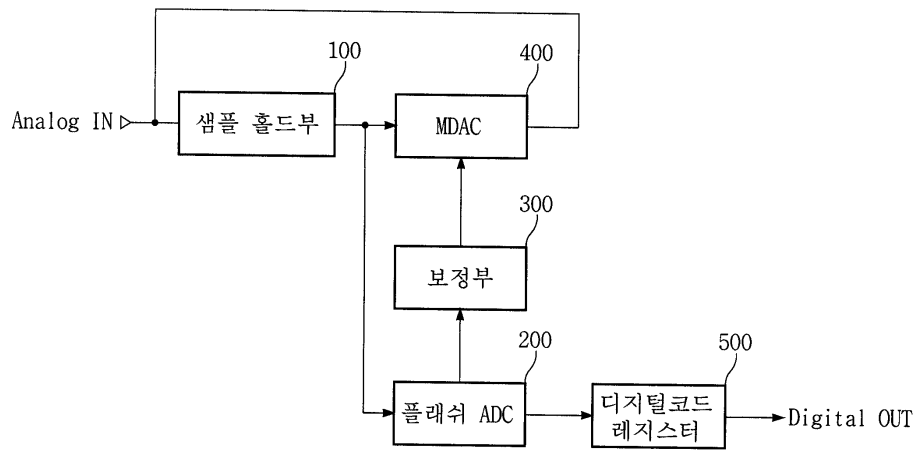 100
400
Analog IN
샘플 홀드부
MDAC
300
보정부
200
500
플래쉬 ADC
디지털코드
레지스터
Digital OUT